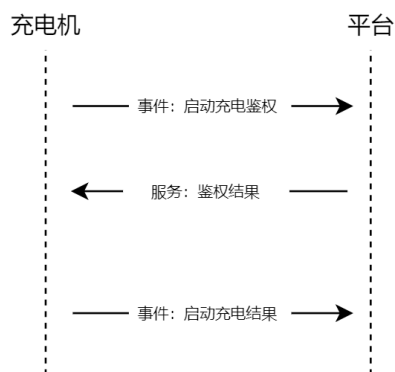 充电机 平台
事件：启动充电鉴权
服务：鉴权结果
事件：启动充电结果